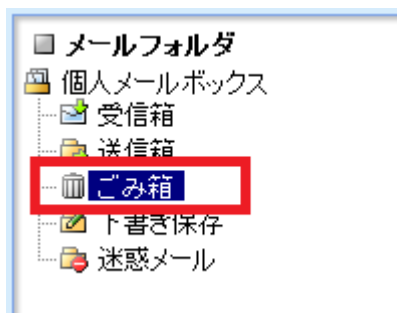 メールフォルダ
個人メールボックス
受信箱
送信箱
ごみ箱
下書き保存
迷惑メール